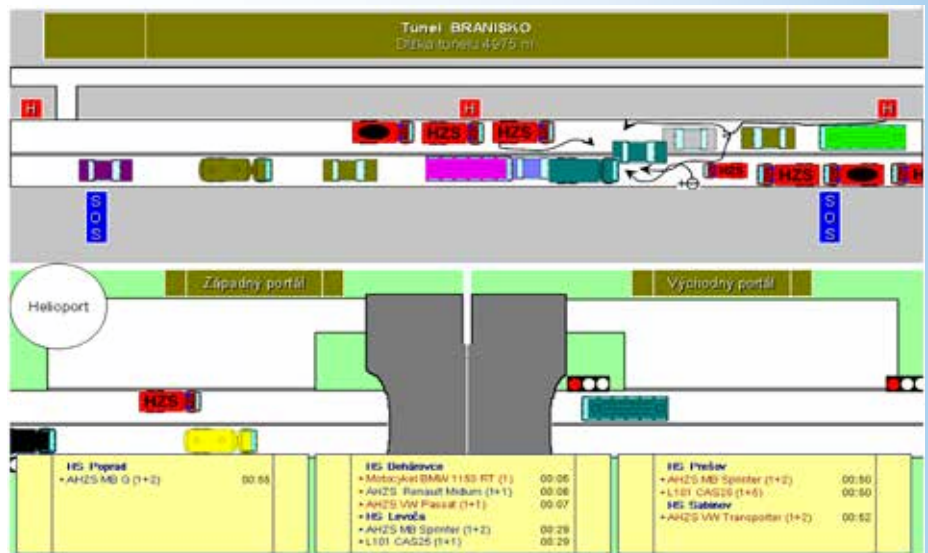 Tunel BRANISKO
Dĺžka tunelu 4975 m
H
H
H
HZS
HZS
HZS
HZS
H
SOS
SOS
Západný portál
Východný portál
Helioport
HZS
HS Poprad
• AHZS MB G (1+2) 00:55
HS Beharovce
• Motocykel BMW 1150 RT (1) 00:05
• AHZS Renault Midlum (1+1) 00:06
• AHZS VW Passat (1+1) 00:07
• HS Levoča
• AHZS MB Sprinter (1+2) 00:29
• L101 CAS25 (1+1) 00:29
HS Prešov
• AHZS MB Sprinter (1+2) 00:50
• L101 CAS25 (1+5) 00:50
HS Sabinov
• AHZS VW Transporter (1+2) 00:52